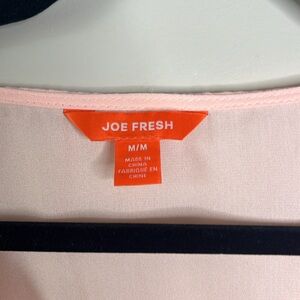 JOE FRESH
M/M
MADE IN
CHINA
FABRIQUÉ EN
CHINE